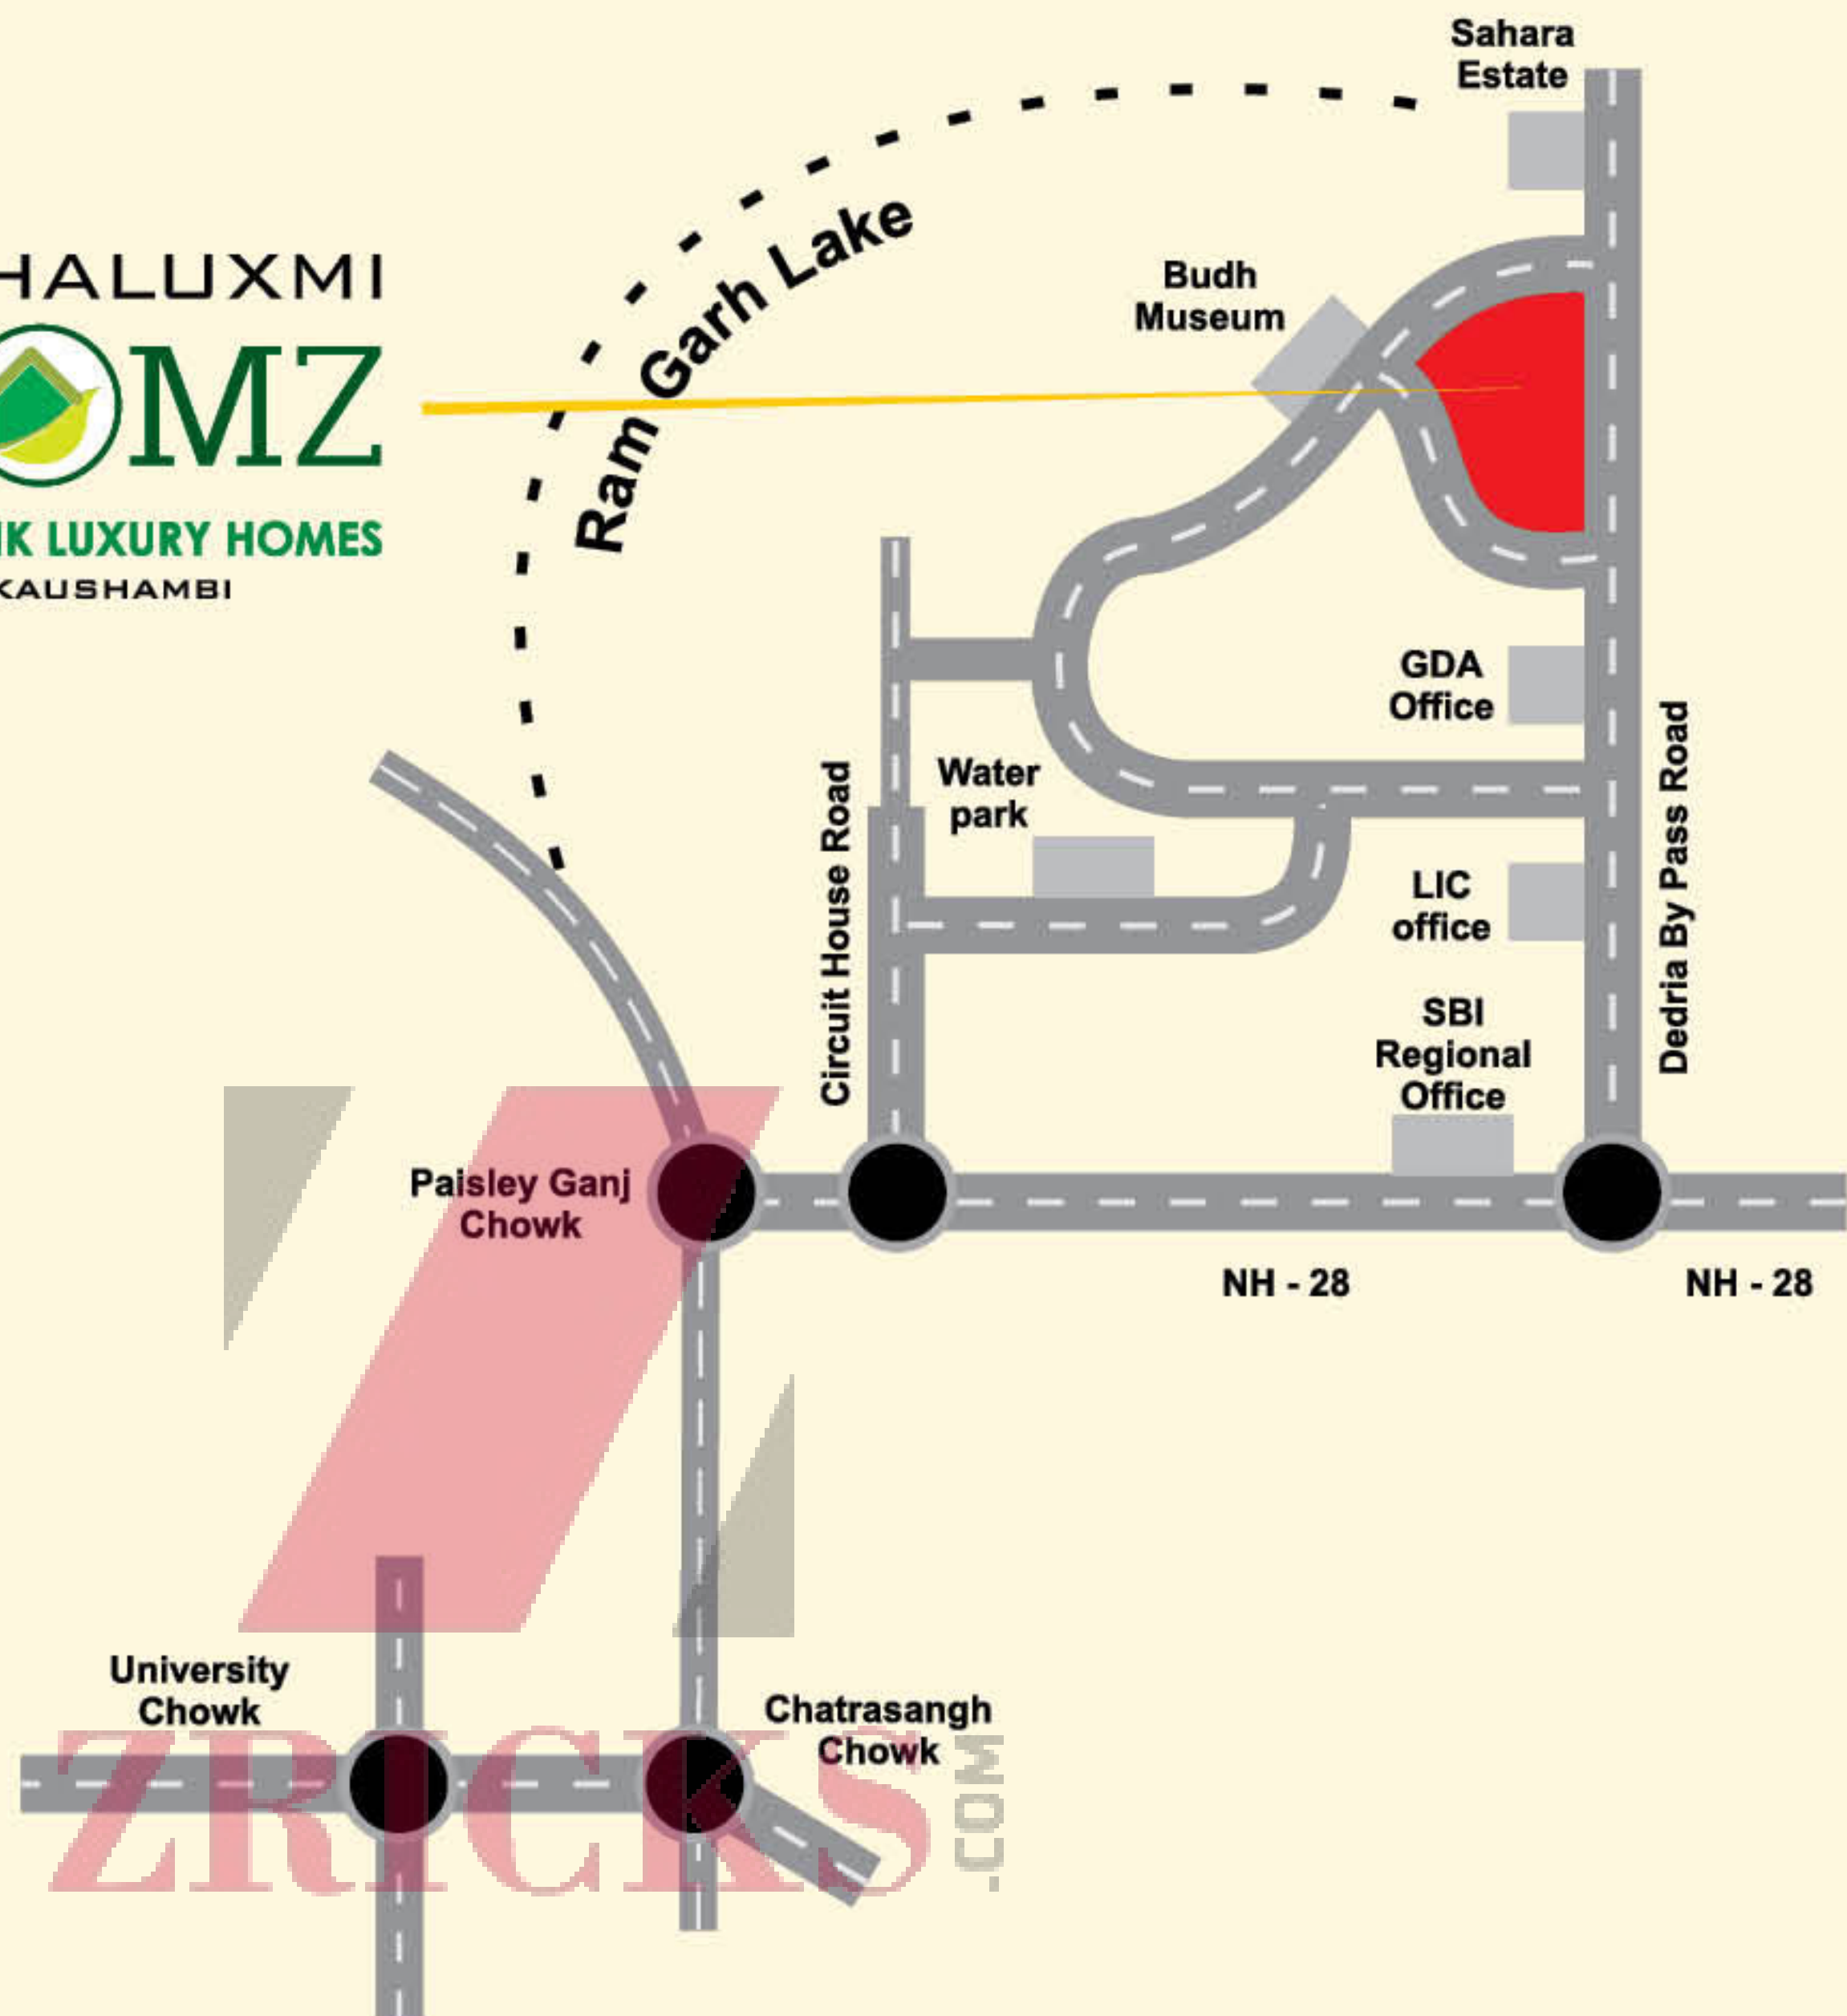 Sahara
Estate
Ram Garh Lake
Budh
Museum
HALUXMI
OMZ
IK LUXURY HOMES
KAUSHAMBI
GDA
Office
Water
park
Circuit House Road
Dedria By Pass Road
LIC
office
SBI
Regional
Office
Paisley Ganj
Chowk
NH - 28
NH - 28
University
Chowk
Chatrasangh
Chowk
ZRICKS
.COM